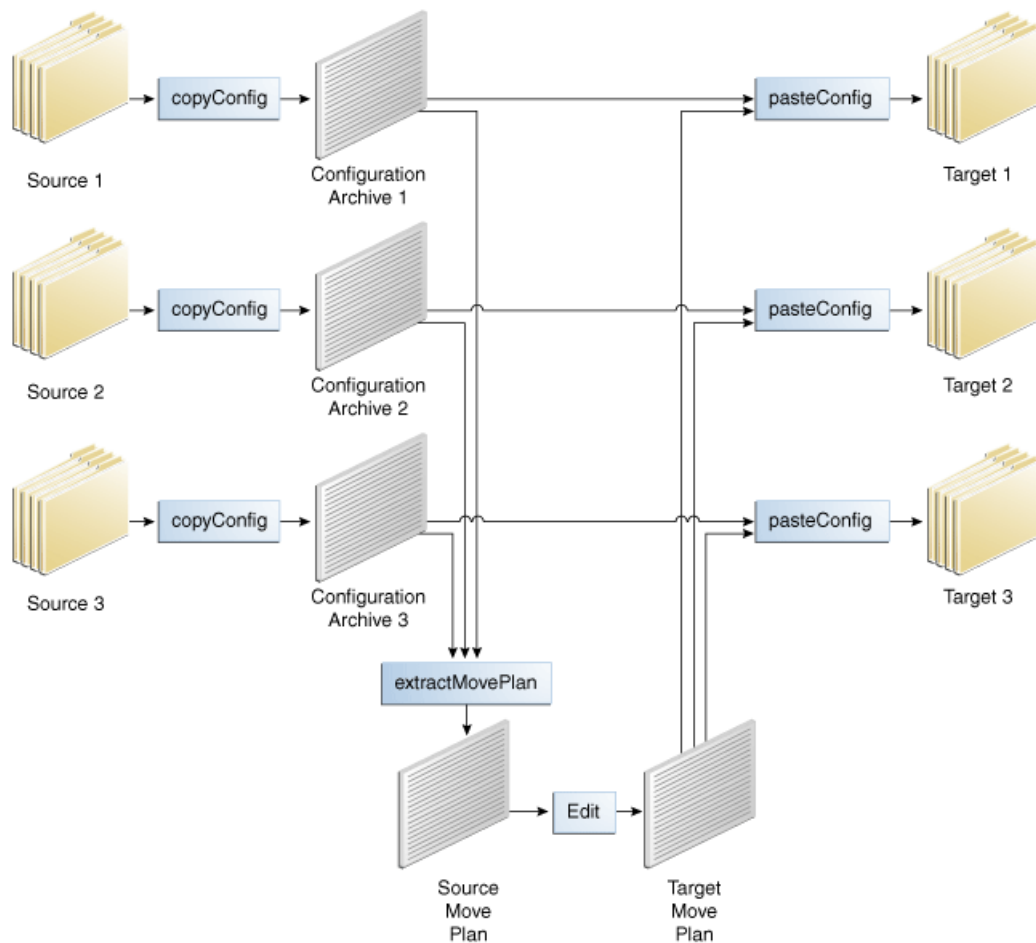 copyConfig
pasteConfig
Source 1
Configuration
Archive 1
Target 1
copyConfig
pasteConfig
Source 2
Configuration
Archive 2
Target 2
copyConfig
pasteConfig
Source 3
Configuration
Archive 3
Target 3
extractMovePlan
Edit
Source
Move
Plan
Target
Move
Plan